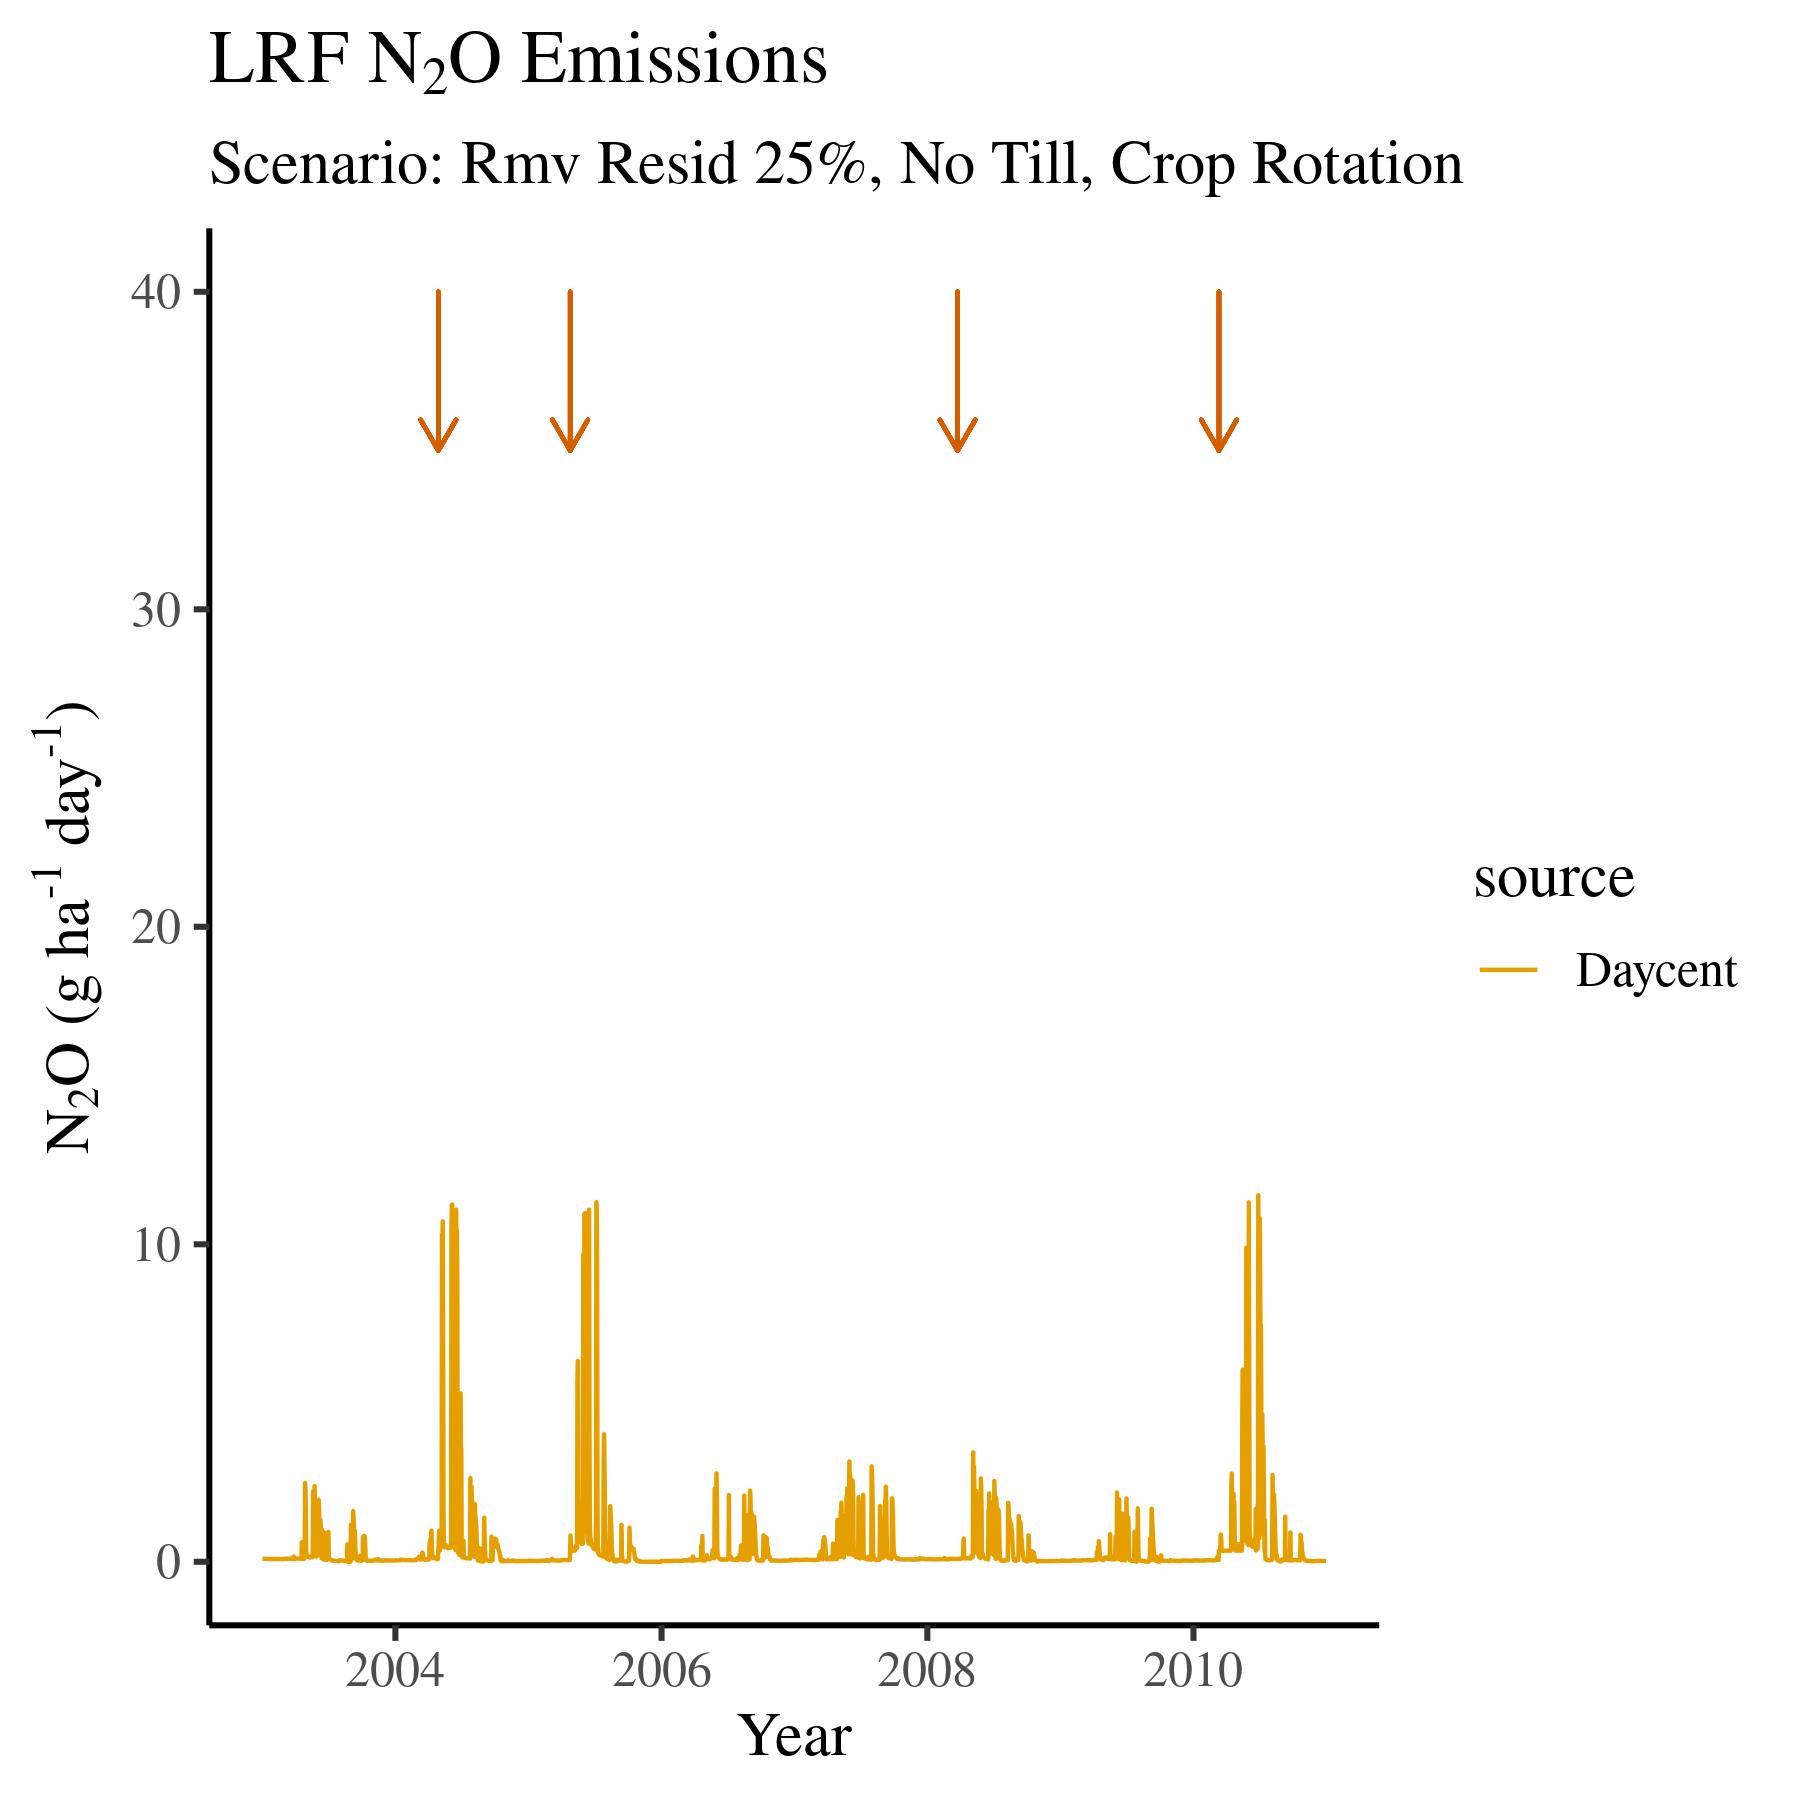 LRF N₂O Emissions
Scenario: Rmv Resid 25%, No Till, Crop Rotation
N₂O (g ha⁻¹ day⁻¹)
40
30
20
10
0
2004 2006 2008 2010
Year
source
Daycent